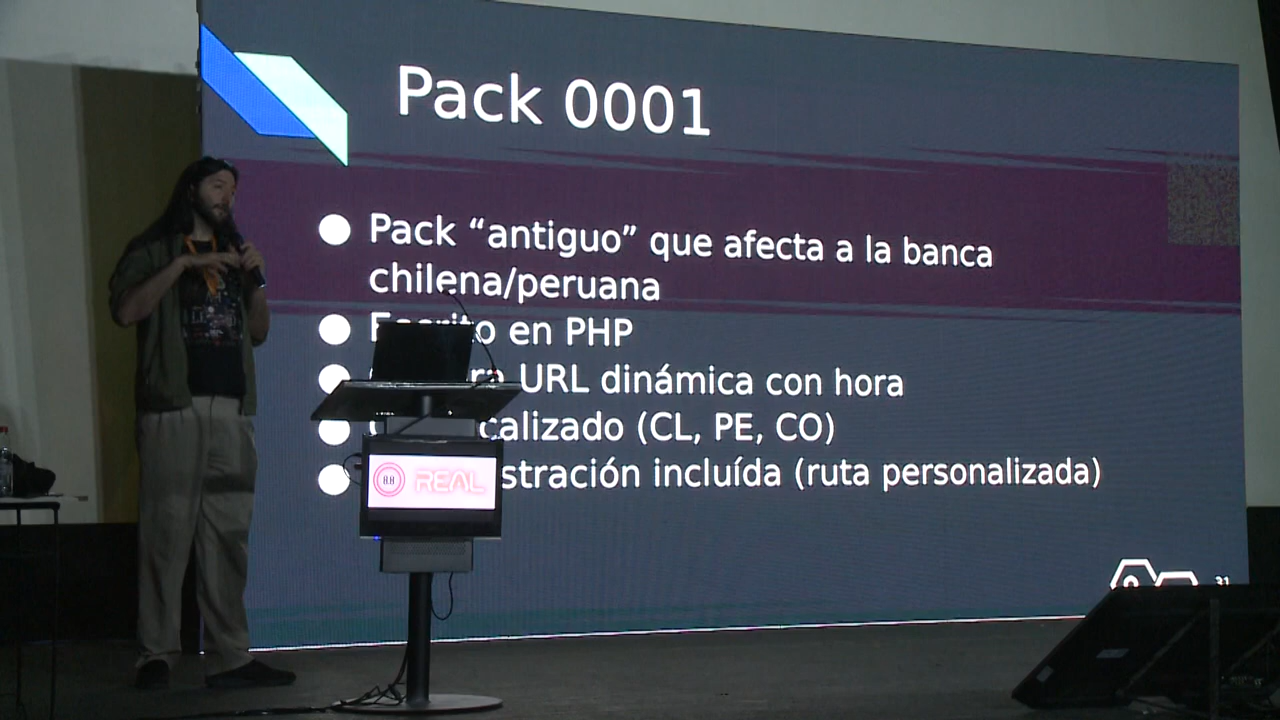 Pack 0001
Pack “antiguo” que afecta a la banca
chilena/peruana
Escrito en PHP
URL dinámica con hora
calizado (CL, PE, CO)
stración incluída (ruta personalizada)
REAL
31